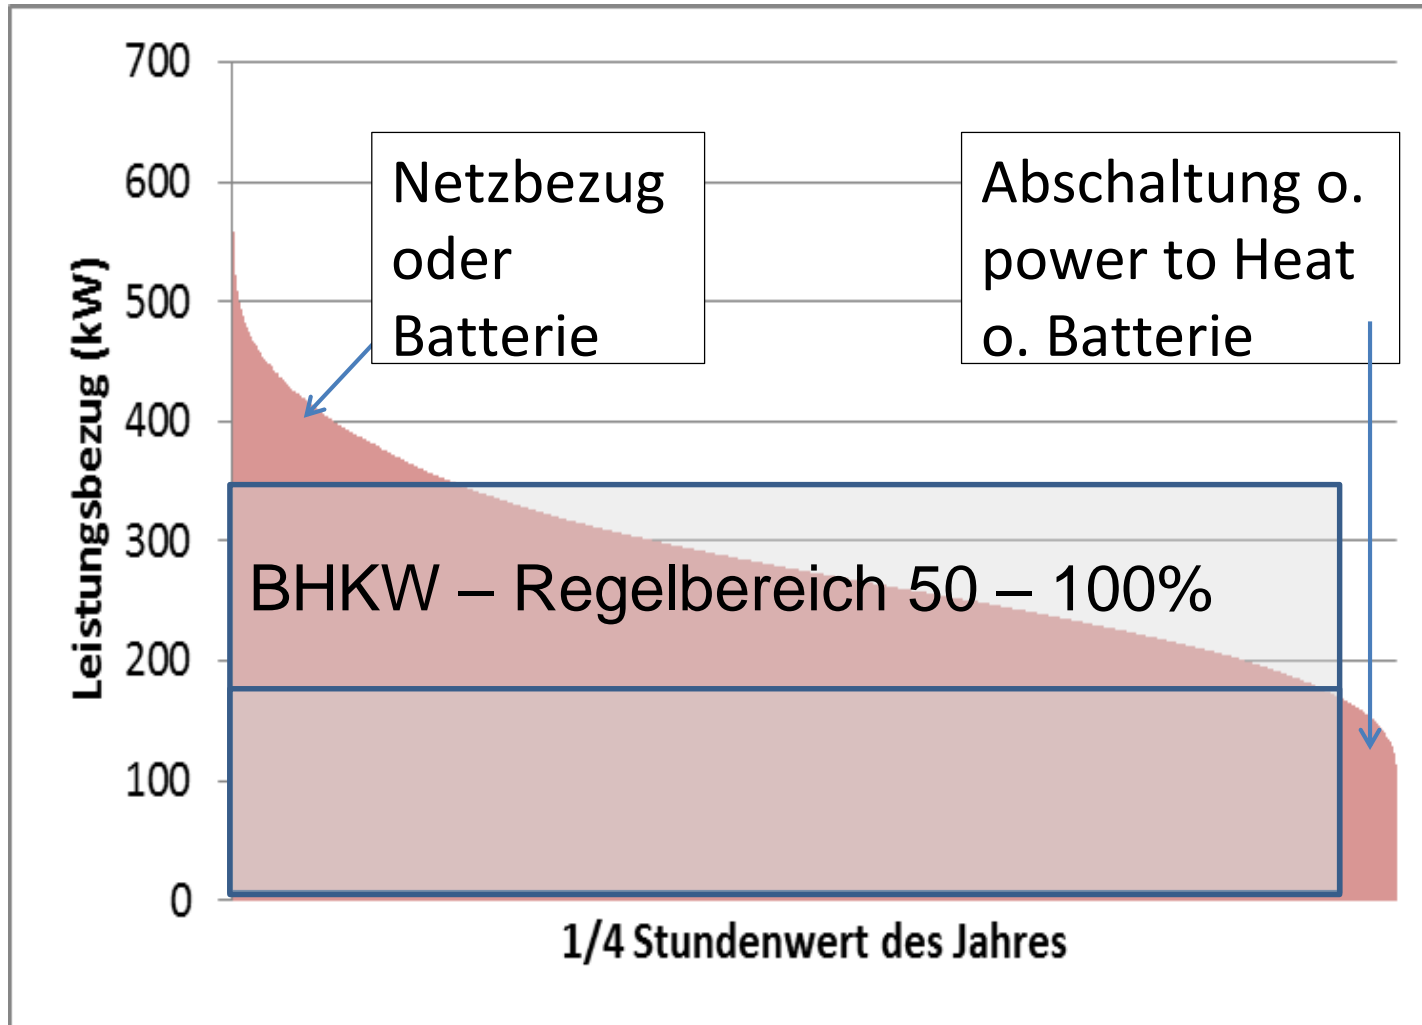 700
600
500
400
300
200
100
0
Leistungsbezug (kW)
Netzbezug
oder
Batterie
Abschaltung o.
power to Heat
o. Batterie
BHKW – Regelbereich 50 – 100%
1/4 Stundenwert des Jahres